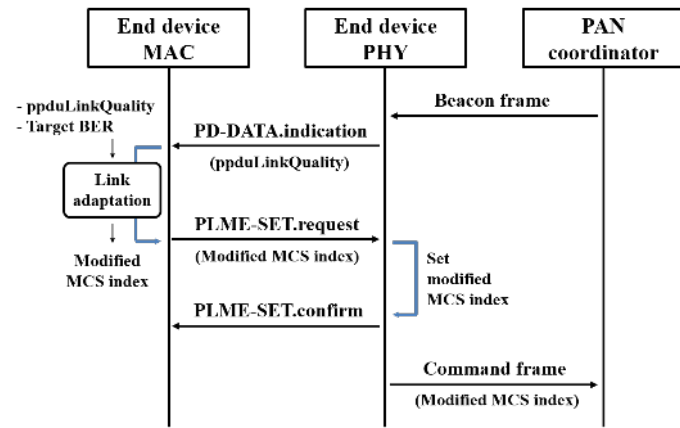 End device
MAC
End device
PHY
PAN
coordinator
Beacon frame
- ppduLinkQuality
- Target BER
PD-DATA.indication
(ppduLinkQuality)
Link
adaptation
PLME-SET.request
(Modified MCS index)
Modified
MCS index
Set
modified
MCS index
PLME-SET.confirm
Command frame
(Modified MCS index)